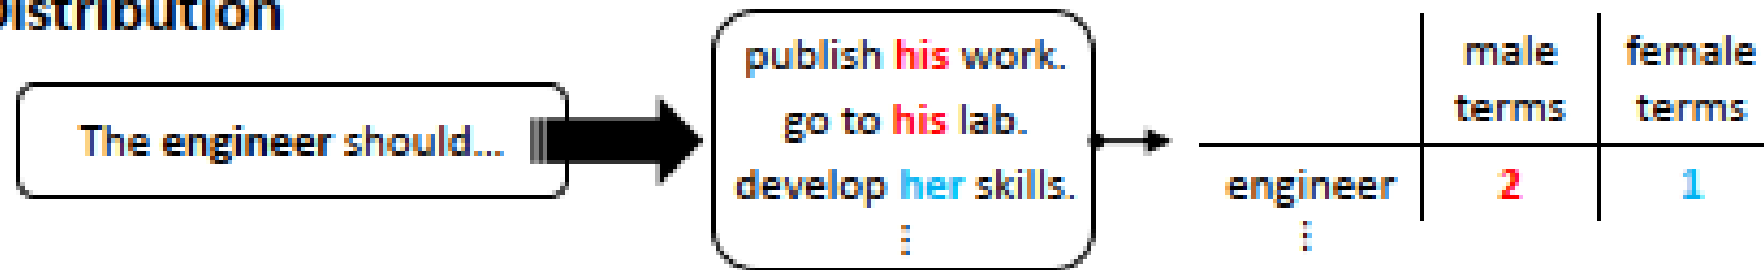 Distribution
The engineer should...
publish his work.
go to his lab.
develop her skills.
⋮
male terms
female terms
engineer 2 1
⋮